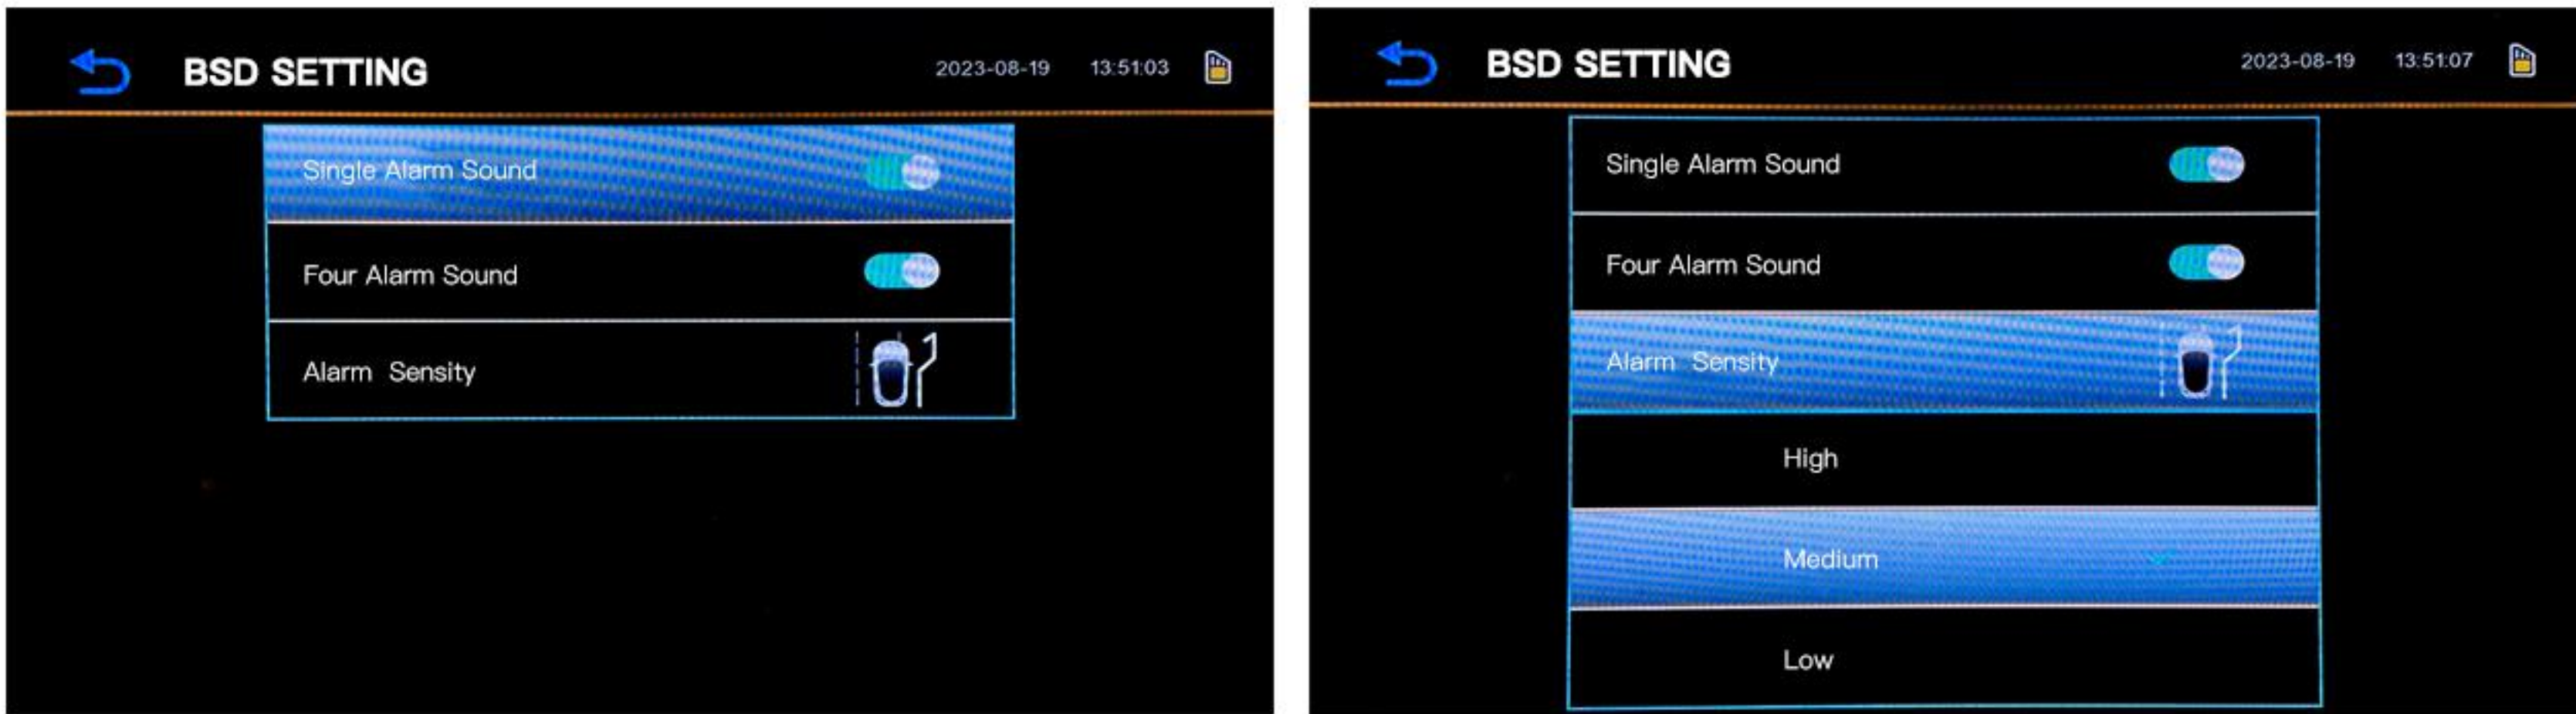 BSD SETTING 2023-08-19 13:51:03
Single Alarm Sound
Four Alarm Sound
Alarm Sensity
BSD SETTING 2023-08-19 13:51:07
Single Alarm Sound
Four Alarm Sound
Alarm Sensity
High
Medium
Low